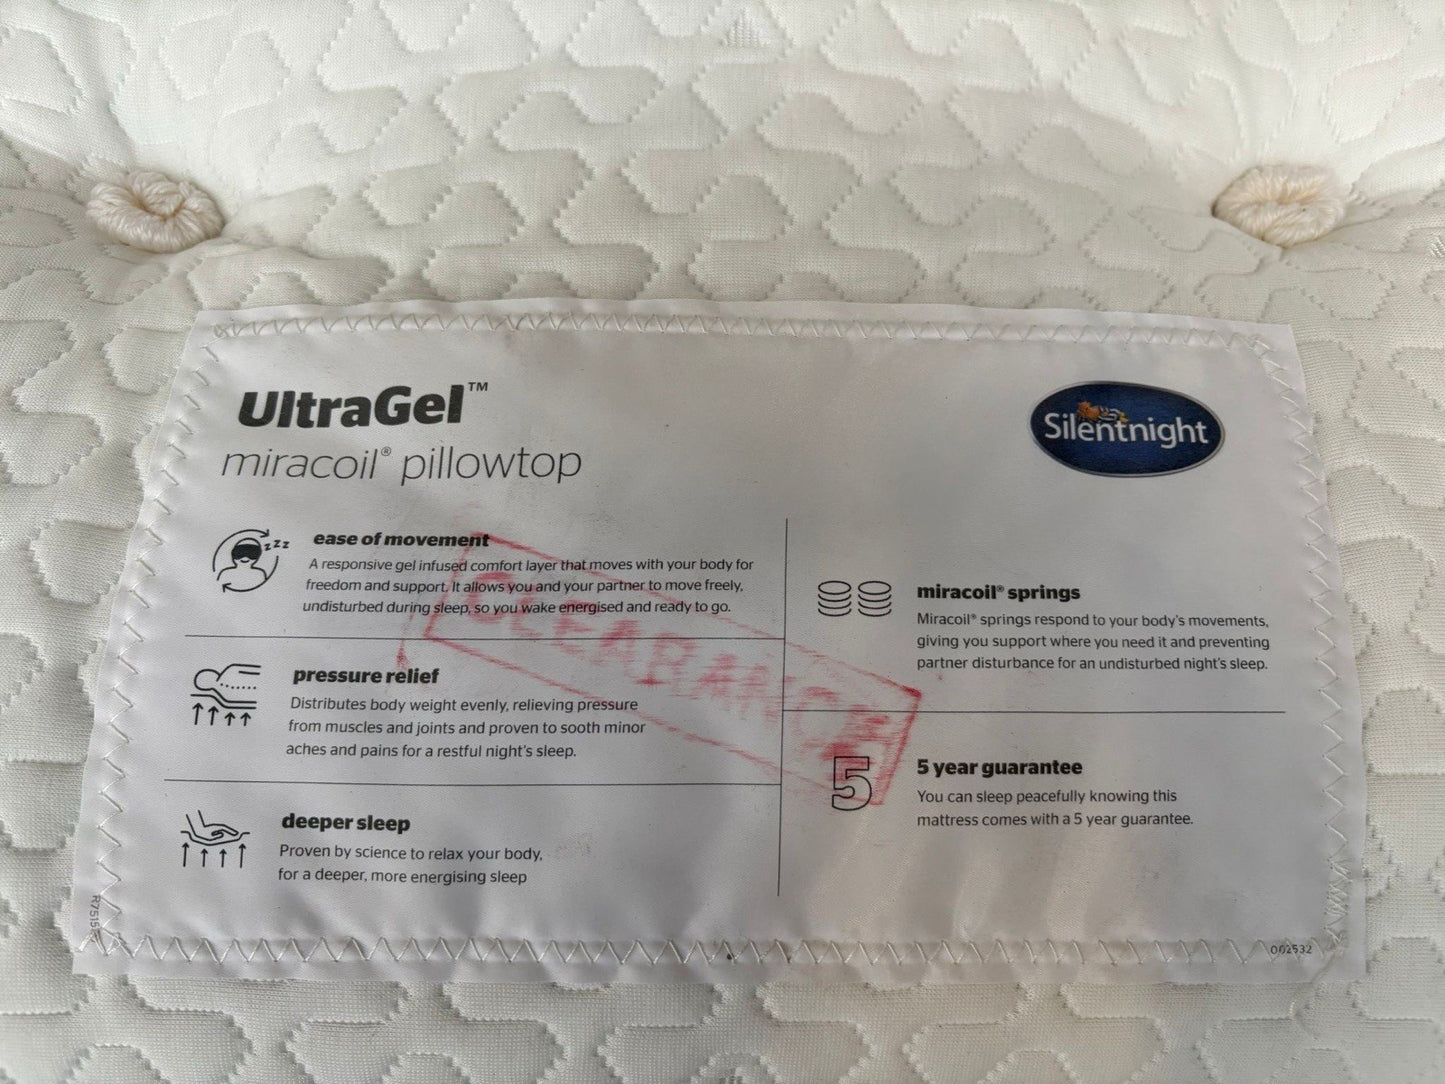 UltraGel™
miracoil® pillowtop
Silentnight
zzz
ease of movement
A responsive gel infused comfort layer that moves with your body for
freedom and support. It allows you and your partner to move freely,
undisturbed during sleep, so you wake energised and ready to go.
pressure relief
Distributes body weight evenly, relieving pressure
from muscles and joints and proven to sooth minor
aches and pains for a restful night's sleep.
deeper sleep
Proven by science to relax your body,
for a deeper, more energising sleep
CLEARANCE
miracoil® springs
Miracoil® springs respond to your body's movements,
giving you support where you need it and preventing
partner disturbance for an undisturbed night's sleep.
5
5 year guarantee
You can sleep peacefully knowing this
mattress comes with a 5 year guarantee.
002532